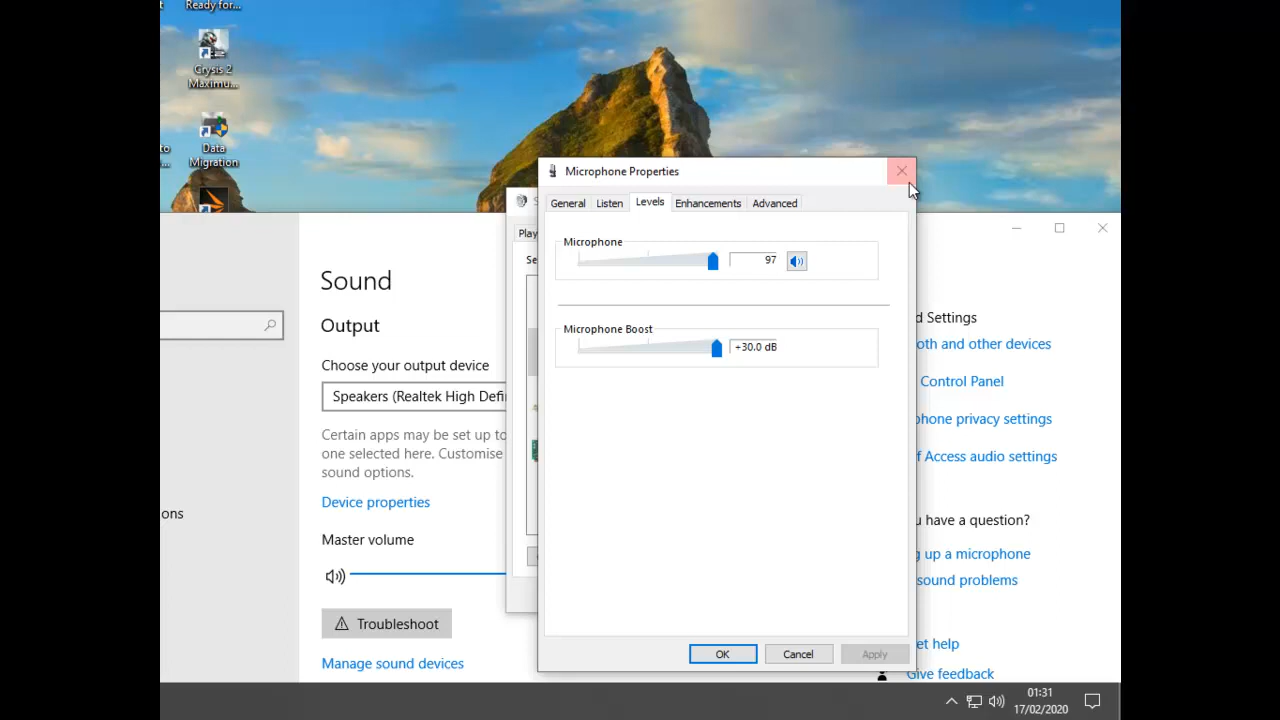 Ready for...
Crysis 2
Maximu...
Data
Migration
Microphone Properties
General
Listen
Levels
Enhancements
Advanced
Microphone
97
Microphone Boost
+30.0 dB
OK
Cancel
Apply
S
Play
Se
Sound
Output
Choose your output device
Speakers (Realtek High Defi
Certain apps may be set up to
one selected here. Customise
sound options.
Device properties
Master volume
Troubleshoot
Manage sound devices
ons
d Settings
oth and other devices
Control Panel
hone privacy settings
f Access audio settings
u have a question?
g up a microphone
sound problems
et help
Give feedback
01:31
17/02/2020